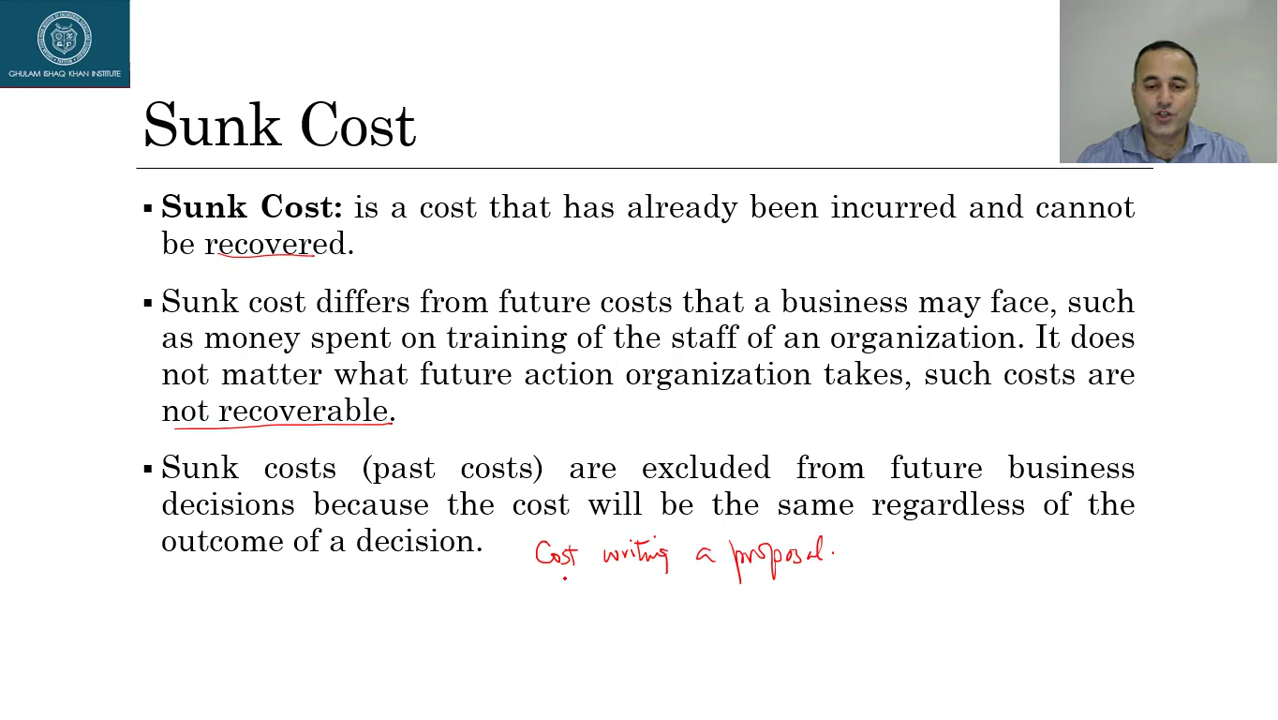 GHULAM ISHAQ KHAN INSTITUTE
Sunk Cost
▪ Sunk Cost: is a cost that has already been incurred and cannot
be recovered.
▪ Sunk cost differs from future costs that a business may face, such
as money spent on training of the staff of an organization. It does
not matter what future action organization takes, such costs are
not recoverable.
▪ Sunk costs (past costs) are excluded from future business
decisions because the cost will be the same regardless of the
outcome of a decision.
Cost writing a proposal.